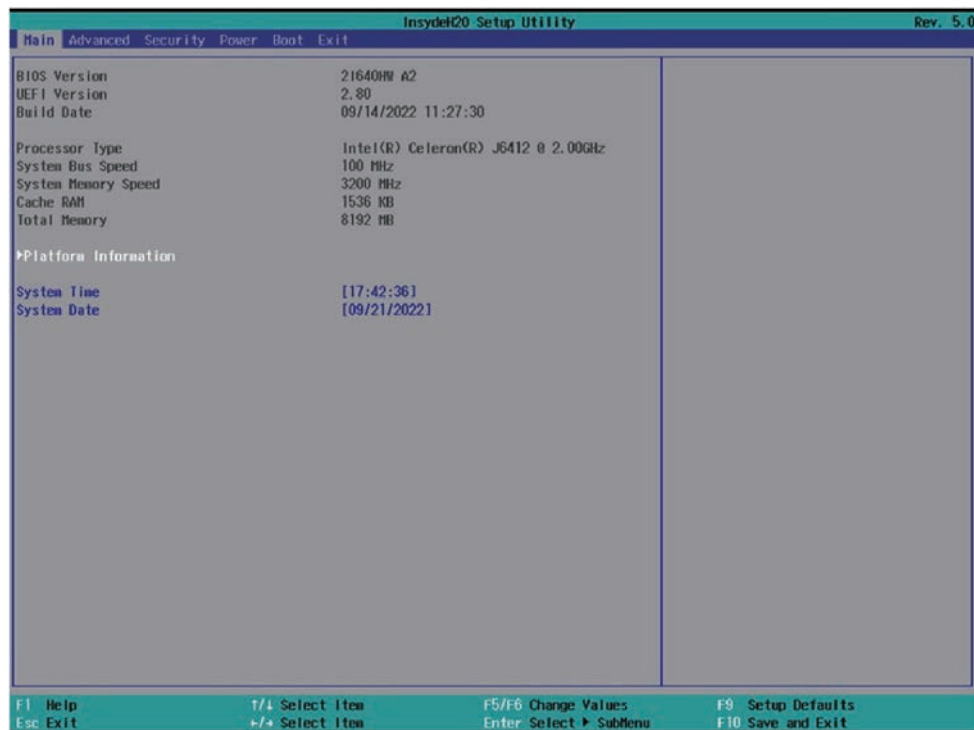 InsydeH20 Setup Utility Rev. 5.0
Main Advanced Security Power Boot Exit
BIOS Version 21640HW A2
UEFI Version 2.80
Build Date 09/14/2022 11:27:30
Processor Type Intel(R) Celeron(R) J6412 @ 2.00GHz
System Bus Speed 100 MHz
System Memory Speed 3200 MHz
Cache RAM 1536 KB
Total Memory 8192 MB
▶Platform Information
System Time [17:42:36]
System Date [09/21/2022]
F1 Help ↑/↓ Select Item F5/F6 Change Values F9 Setup Defaults
Esc Exit ←/→ Select Item Enter Select ▶ SubMenu F10 Save and Exit